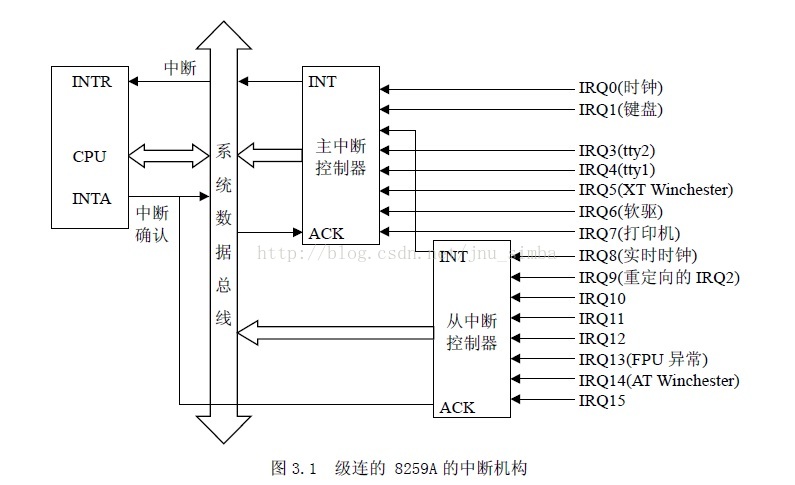 中断
INTR
CPU
INTA
中断
确认
系统数据总线
INT
主中断
控制器
ACK
IRQ0(时钟)
IRQ1(键盘)
IRQ3(tty2)
IRQ4(tty1)
IRQ5(XT Winchester)
IRQ6(软驱)
IRQ7(打印机)
http://blog.csdn.net/jnu_simba
INT
从中断
控制器
ACK
IRQ8(实时时钟)
IRQ9(重定向的 IRQ2)
IRQ10
IRQ11
IRQ12
IRQ13(FPU 异常)
IRQ14(AT Winchester)
IRQ15
图 3.1 级连的 8259A 的中断机构